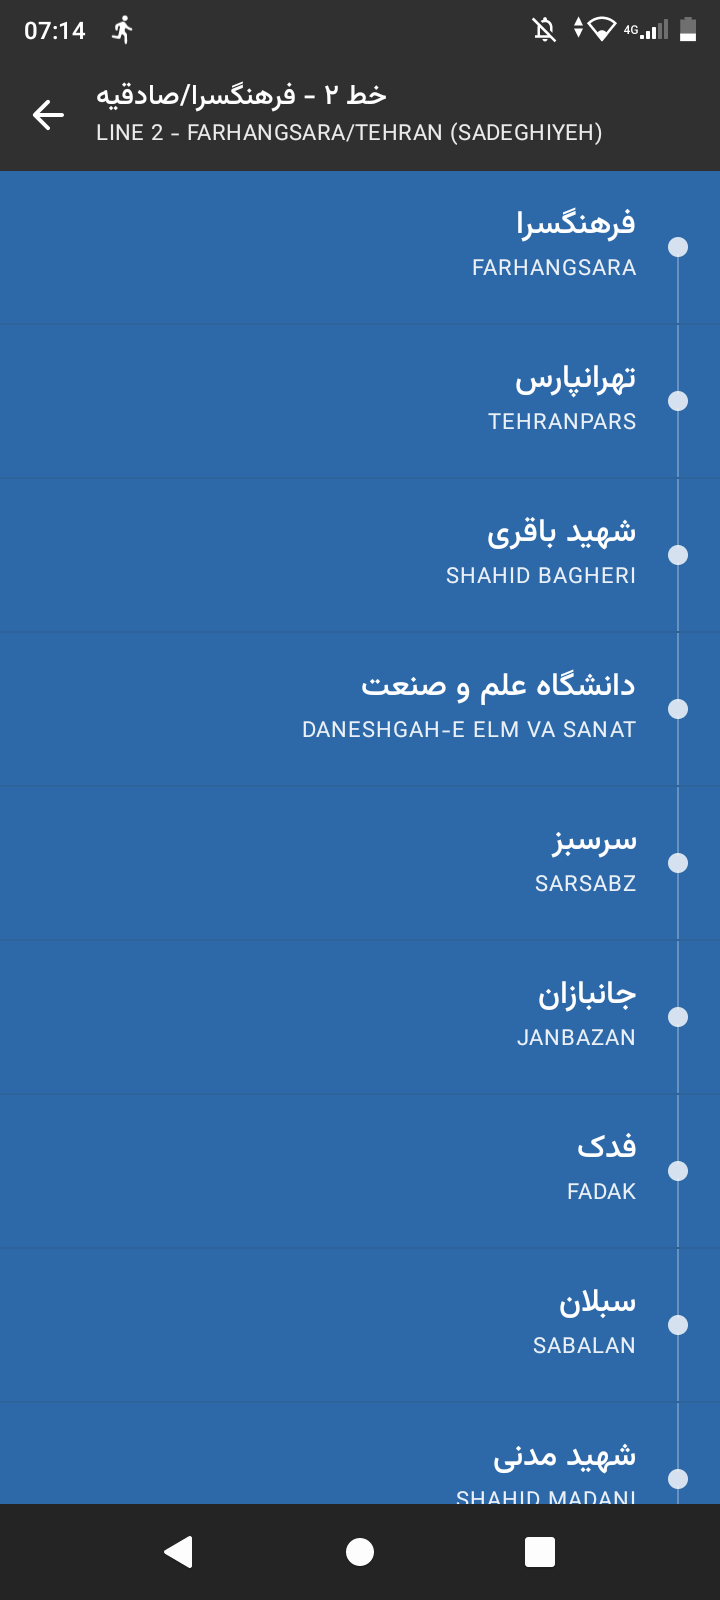 07:14
4G
خط ۲ - فرهنگسرا/صادقیه
LINE 2 - FARHANGSARA/TEHRAN (SADEGHIYEH)
فرهنگسرا
FARHANGSARA
تهرانپارس
TEHRANPARS
شهید باقری
SHAHID BAGHERI
دانشگاه علم و صنعت
DANESHGAH-E ELM VA SANAT
سرسبز
SARSABZ
جانبازان
JANBAZAN
فدک
FADAK
سبلان
SABALAN
شهید مدنی
SHAHID MADANI